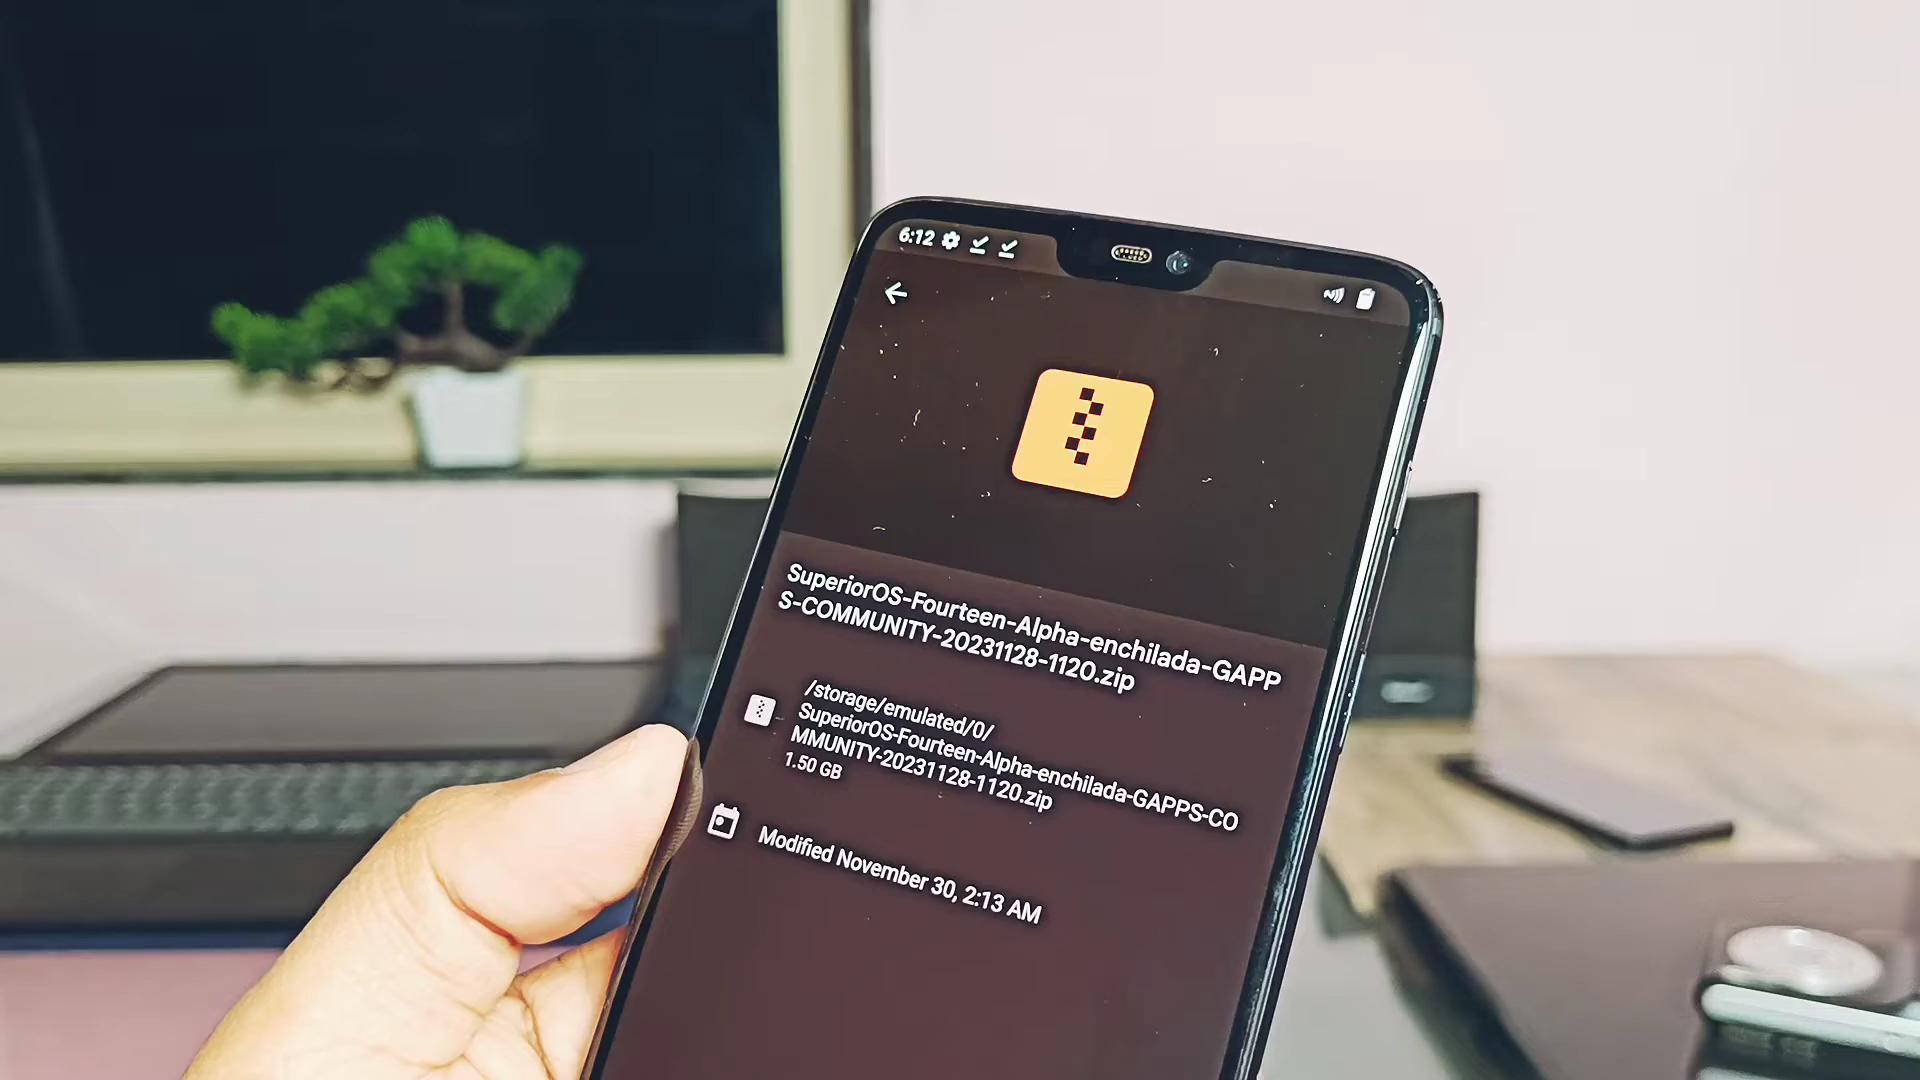 6:12
SuperiorOS-Fourteen-Alpha-enchilada-GAPP
S-COMMUNITY-20231128-1120.zip
/storage/emulated/0/
SuperiorOS-Fourteen-Alpha-enchilada-GAPPS-CO
MMUNITY-20231128-1120.zip
1.50 GB
Modified November 30, 2:13 AM